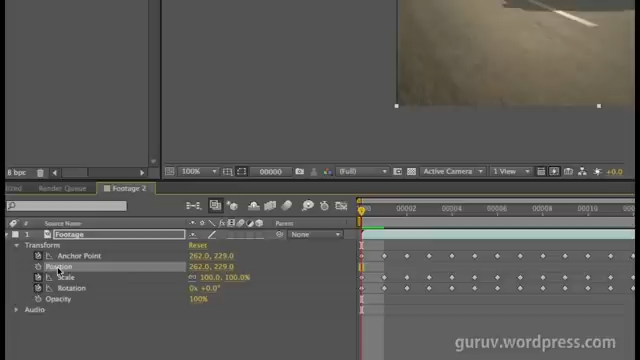 8 bpc
100%
00000
(Full)
Active Camera
1 View
+0.0
Render Queue
Footage 2
#
Source Name
Parent
00002
00004
00006
00008
00010
1
Footage
None
Transform
Reset
Anchor Point
262.0, 229.0
Position
262.0, 229.0
Scale
100.0, 100.0%
Rotation
0x +0.0°
Opacity
100%
Audio
guruv.wordpress.com